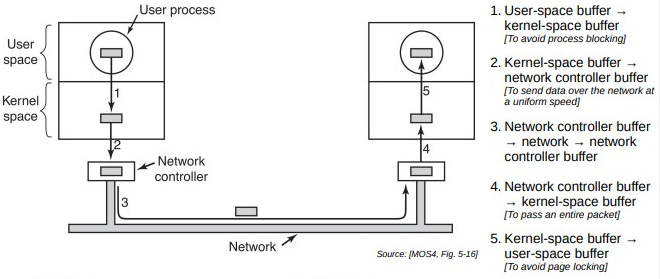 User process
User
space
Kernel
space
1
2
Network
controller
3
Network
5
4
Source: [MOS4, Fig. 5-16]
1. User-space buffer →
kernel-space buffer
[To avoid process blocking]
2. Kernel-space buffer →
network controller buffer
[To send data over the network at
a uniform speed]
3. Network controller buffer
→ network → network
controller buffer
4. Network controller buffer
→ kernel-space buffer
[To pass an entire packet]
5. Kernel-space buffer →
user-space buffer
[To avoid page locking]